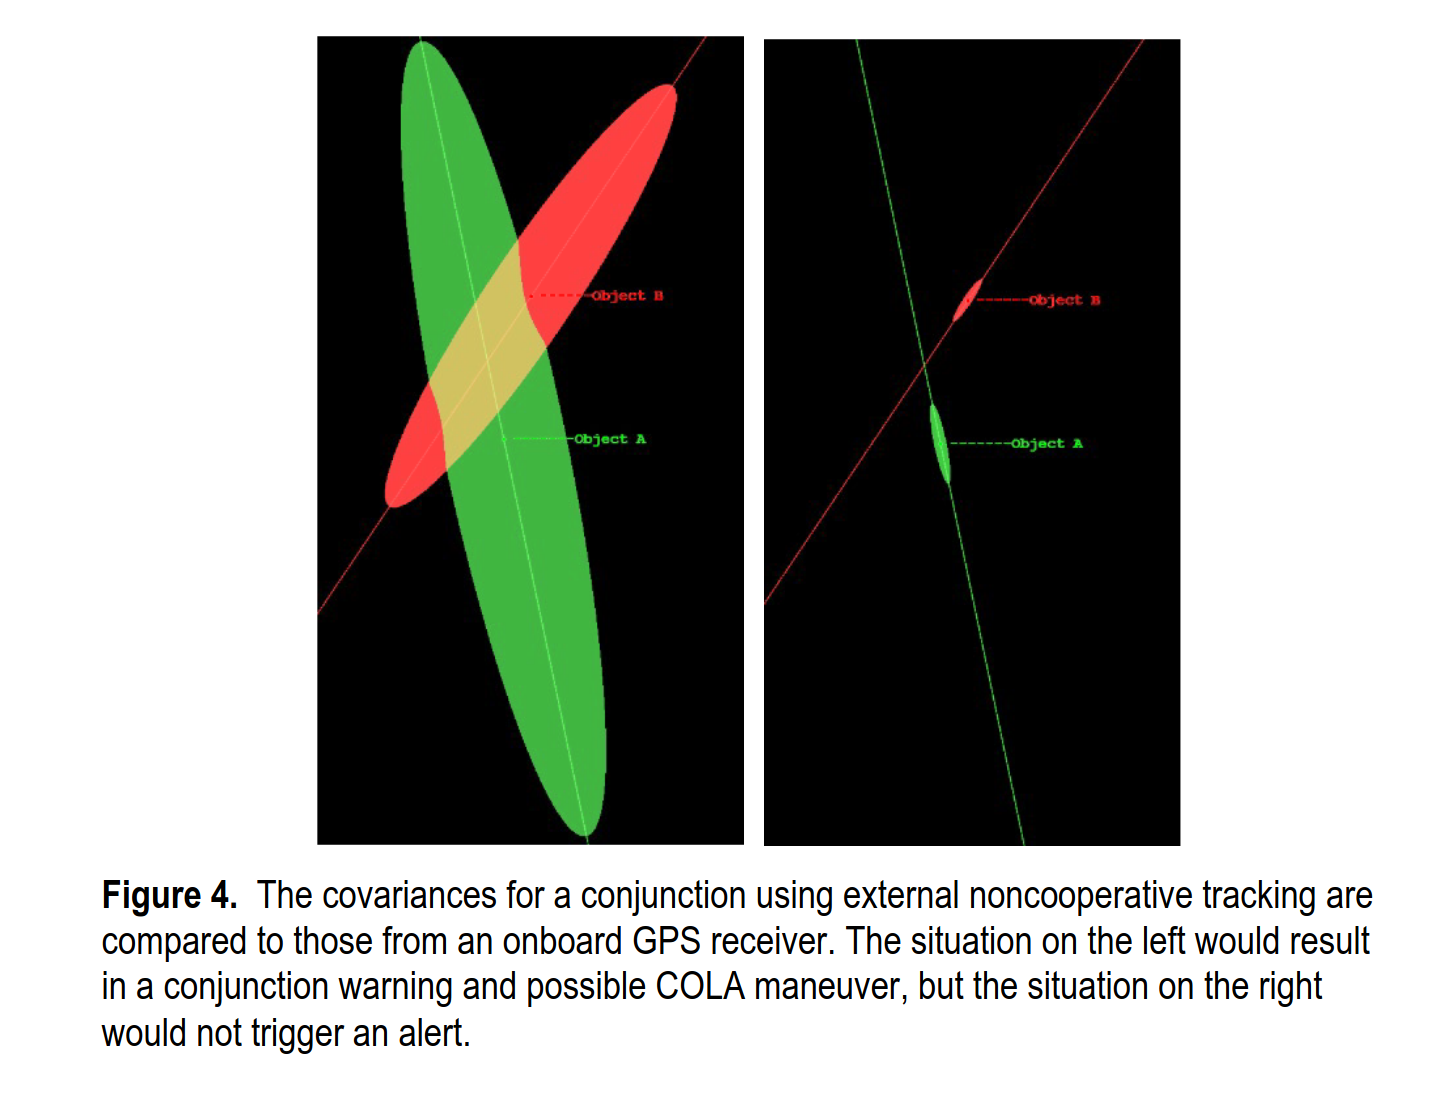 Object B
Object A
Object B
Object A
Figure 4. The covariances for a conjunction using external noncooperative tracking are
compared to those from an onboard GPS receiver. The situation on the left would result
in a conjunction warning and possible COLA maneuver, but the situation on the right
would not trigger an alert.